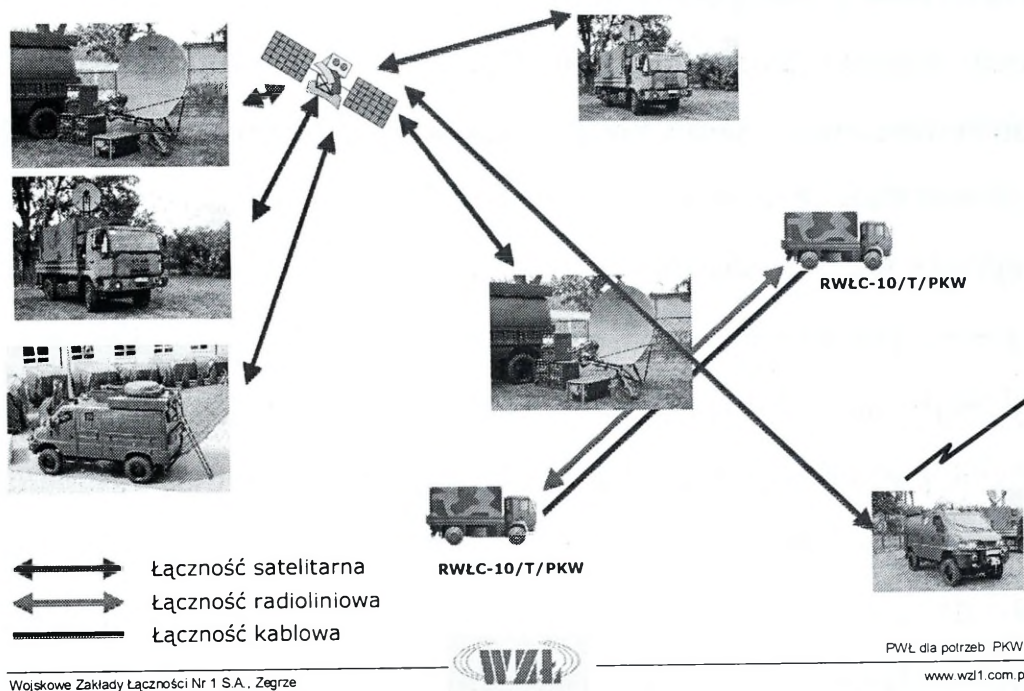 RWŁC-10/T/PKW
RWŁC-10/T/PKW
Łączność satelitarna
Łączność radioliniowa
Łączność kablowa
WZŁ
PWŁ dla potrzeb PKW
Wojskowe Zakłady Łączności Nr 1 S.A., Zegrze
www.wzl1.com.p